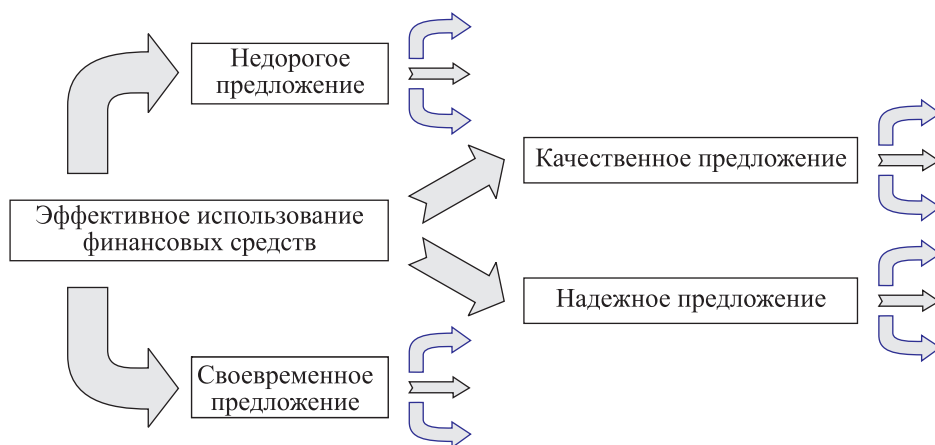 Недорогое
предложение
Качественное предложение
Эффективное использование
финансовых средств
Надежное предложение
Своевременное
предложение